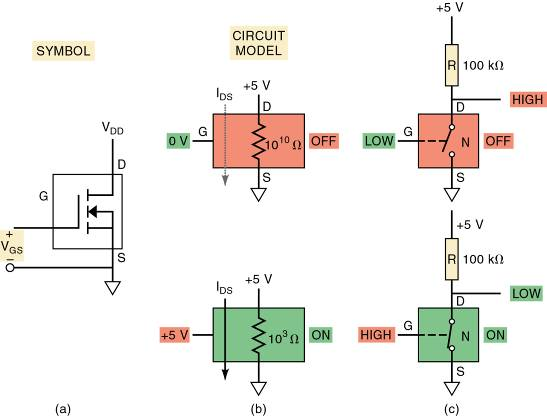 SYMBOL
V_DD
D
G
+
V_GS
−
S
(a)
CIRCUIT
MODEL
I_DS
+5 V
D
G
0 V
10^10 Ω
OFF
S
I_DS
+5 V
+5 V
10^3 Ω
ON
(b)
+5 V
R
100 kΩ
HIGH
D
G
LOW
N
OFF
S
+5 V
R
100 kΩ
LOW
D
G
HIGH
N
ON
S
(c)